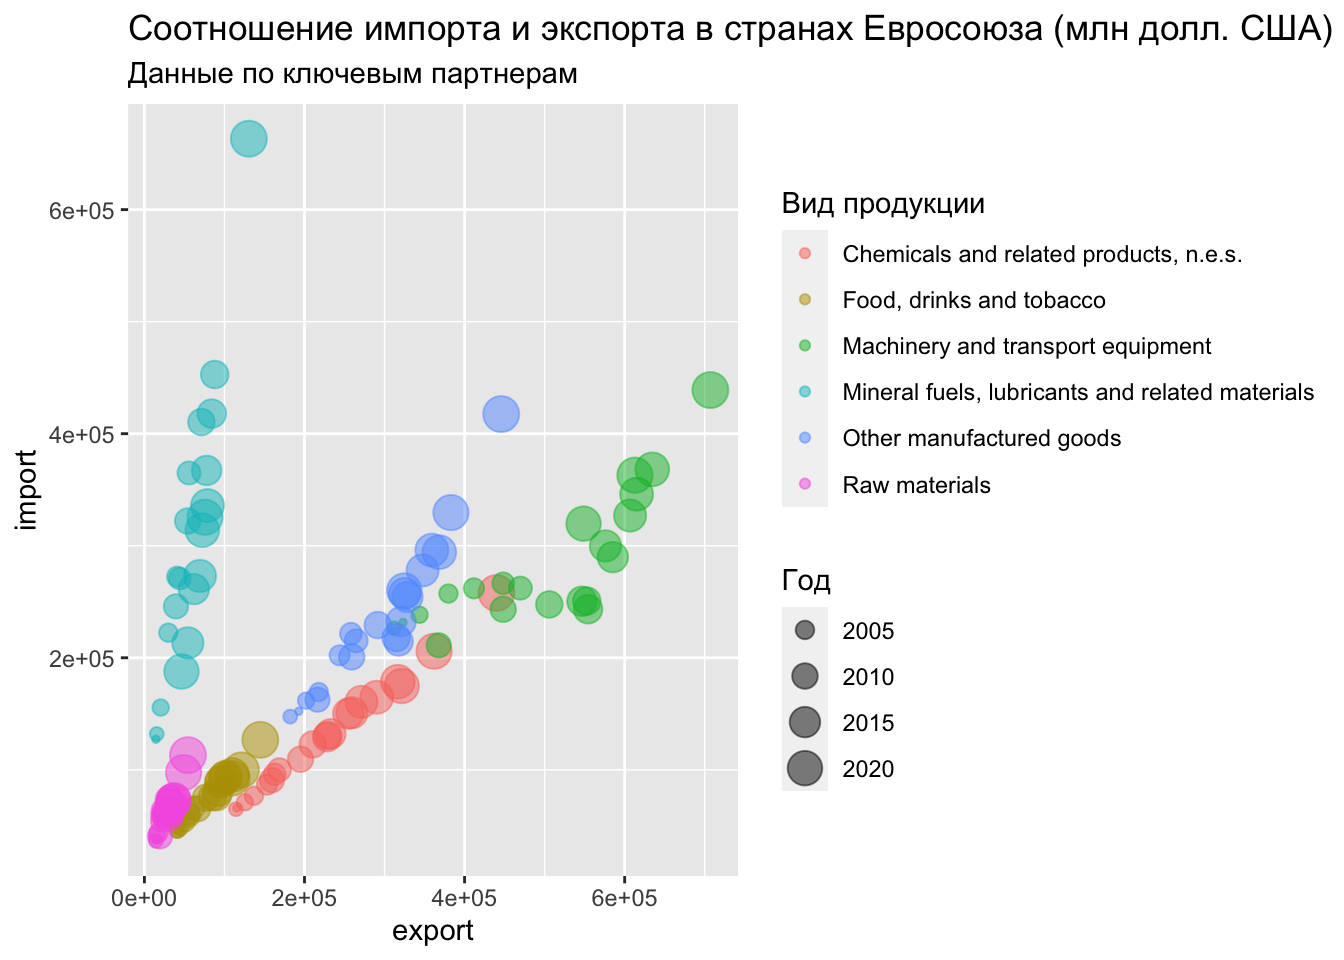 Соотношение импорта и экспорта в странах Евросоюза (млн долл. США)
Данные по ключевым партнерам
6e+05
4e+05
2e+05
import
0e+00
2e+05
4e+05
6e+05
export
Вид продукции
Chemicals and related products, n.e.s.
Food, drinks and tobacco
Machinery and transport equipment
Mineral fuels, lubricants and related materials
Other manufactured goods
Raw materials
Год
2005
2010
2015
2020